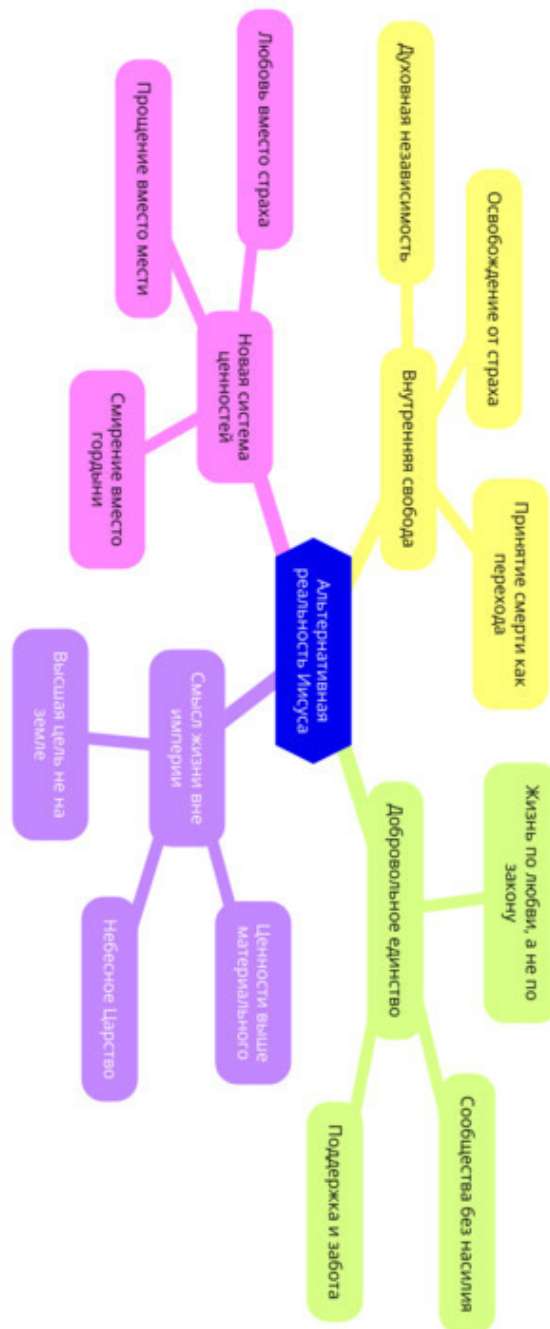 Альтернативная
реальность Иисуса
Внутренняя свобода
Духовная независимость
Освобождение от страха
Принятие смерти как
перехода
Добровольное единство
Жизнь по любви, а не по
закону
Сообщества без насилия
Поддержка и забота
Смысл жизни вне
империи
Ценности выше
материального
Небесное Царство
Высшая цель не на
земле
Новая система
ценностей
Любовь вместо страха
Прощение вместо мести
Смирение вместо
гордыни